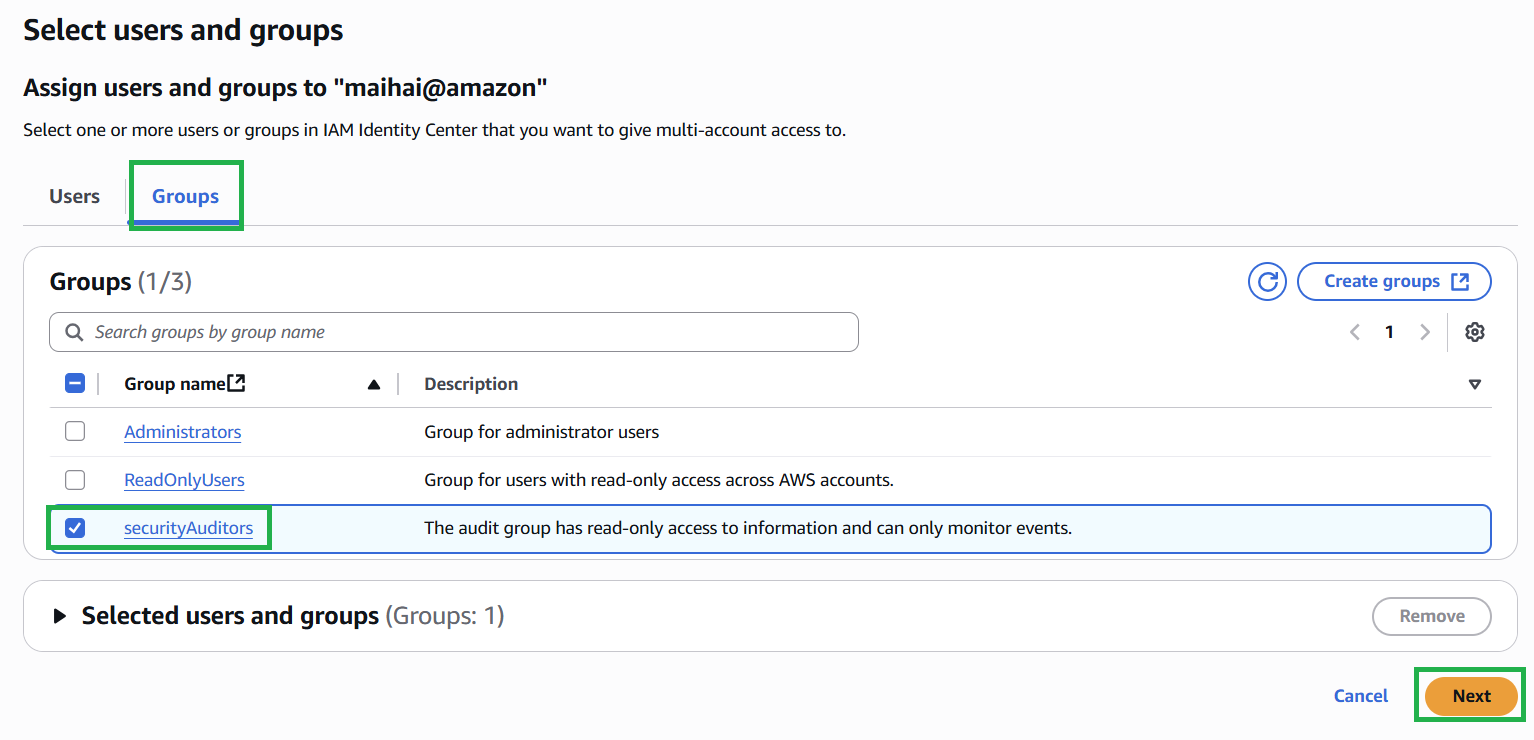 Select users and groups
Assign users and groups to "maihai@amazon"
Select one or more users or groups in IAM Identity Center that you want to give multi-account access to.
Users Groups
Groups (1/3) Create groups
Search groups by group name 1
Group name Description
Administrators Group for administrator users
ReadOnlyUsers Group for users with read-only access across AWS accounts.
securityAuditors The audit group has read-only access to information and can only monitor events.
Selected users and groups (Groups: 1) Remove
Cancel Next